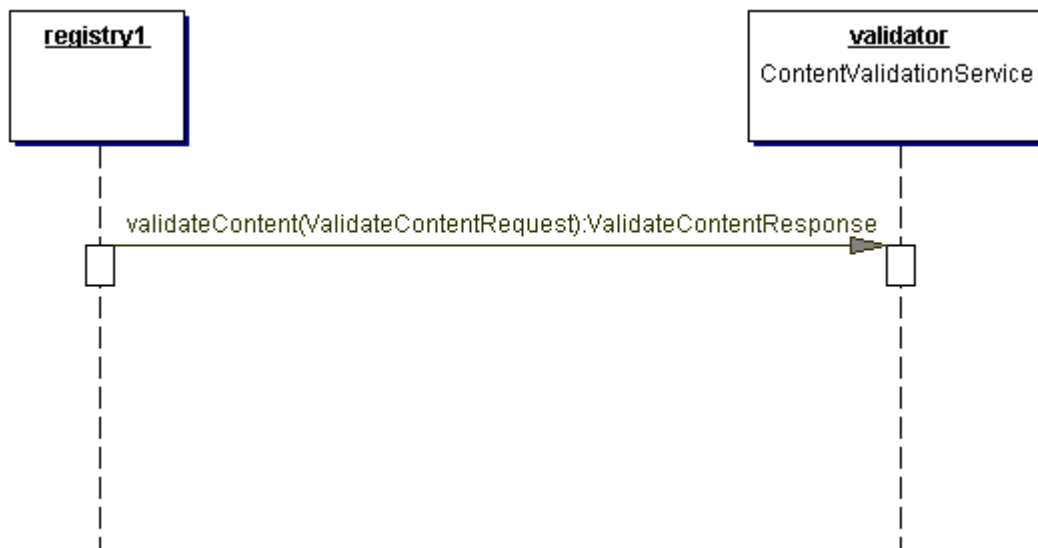 registry1
validator
ContentValidationService
validateContent(ValidateContentRequest):ValidateContentResponse